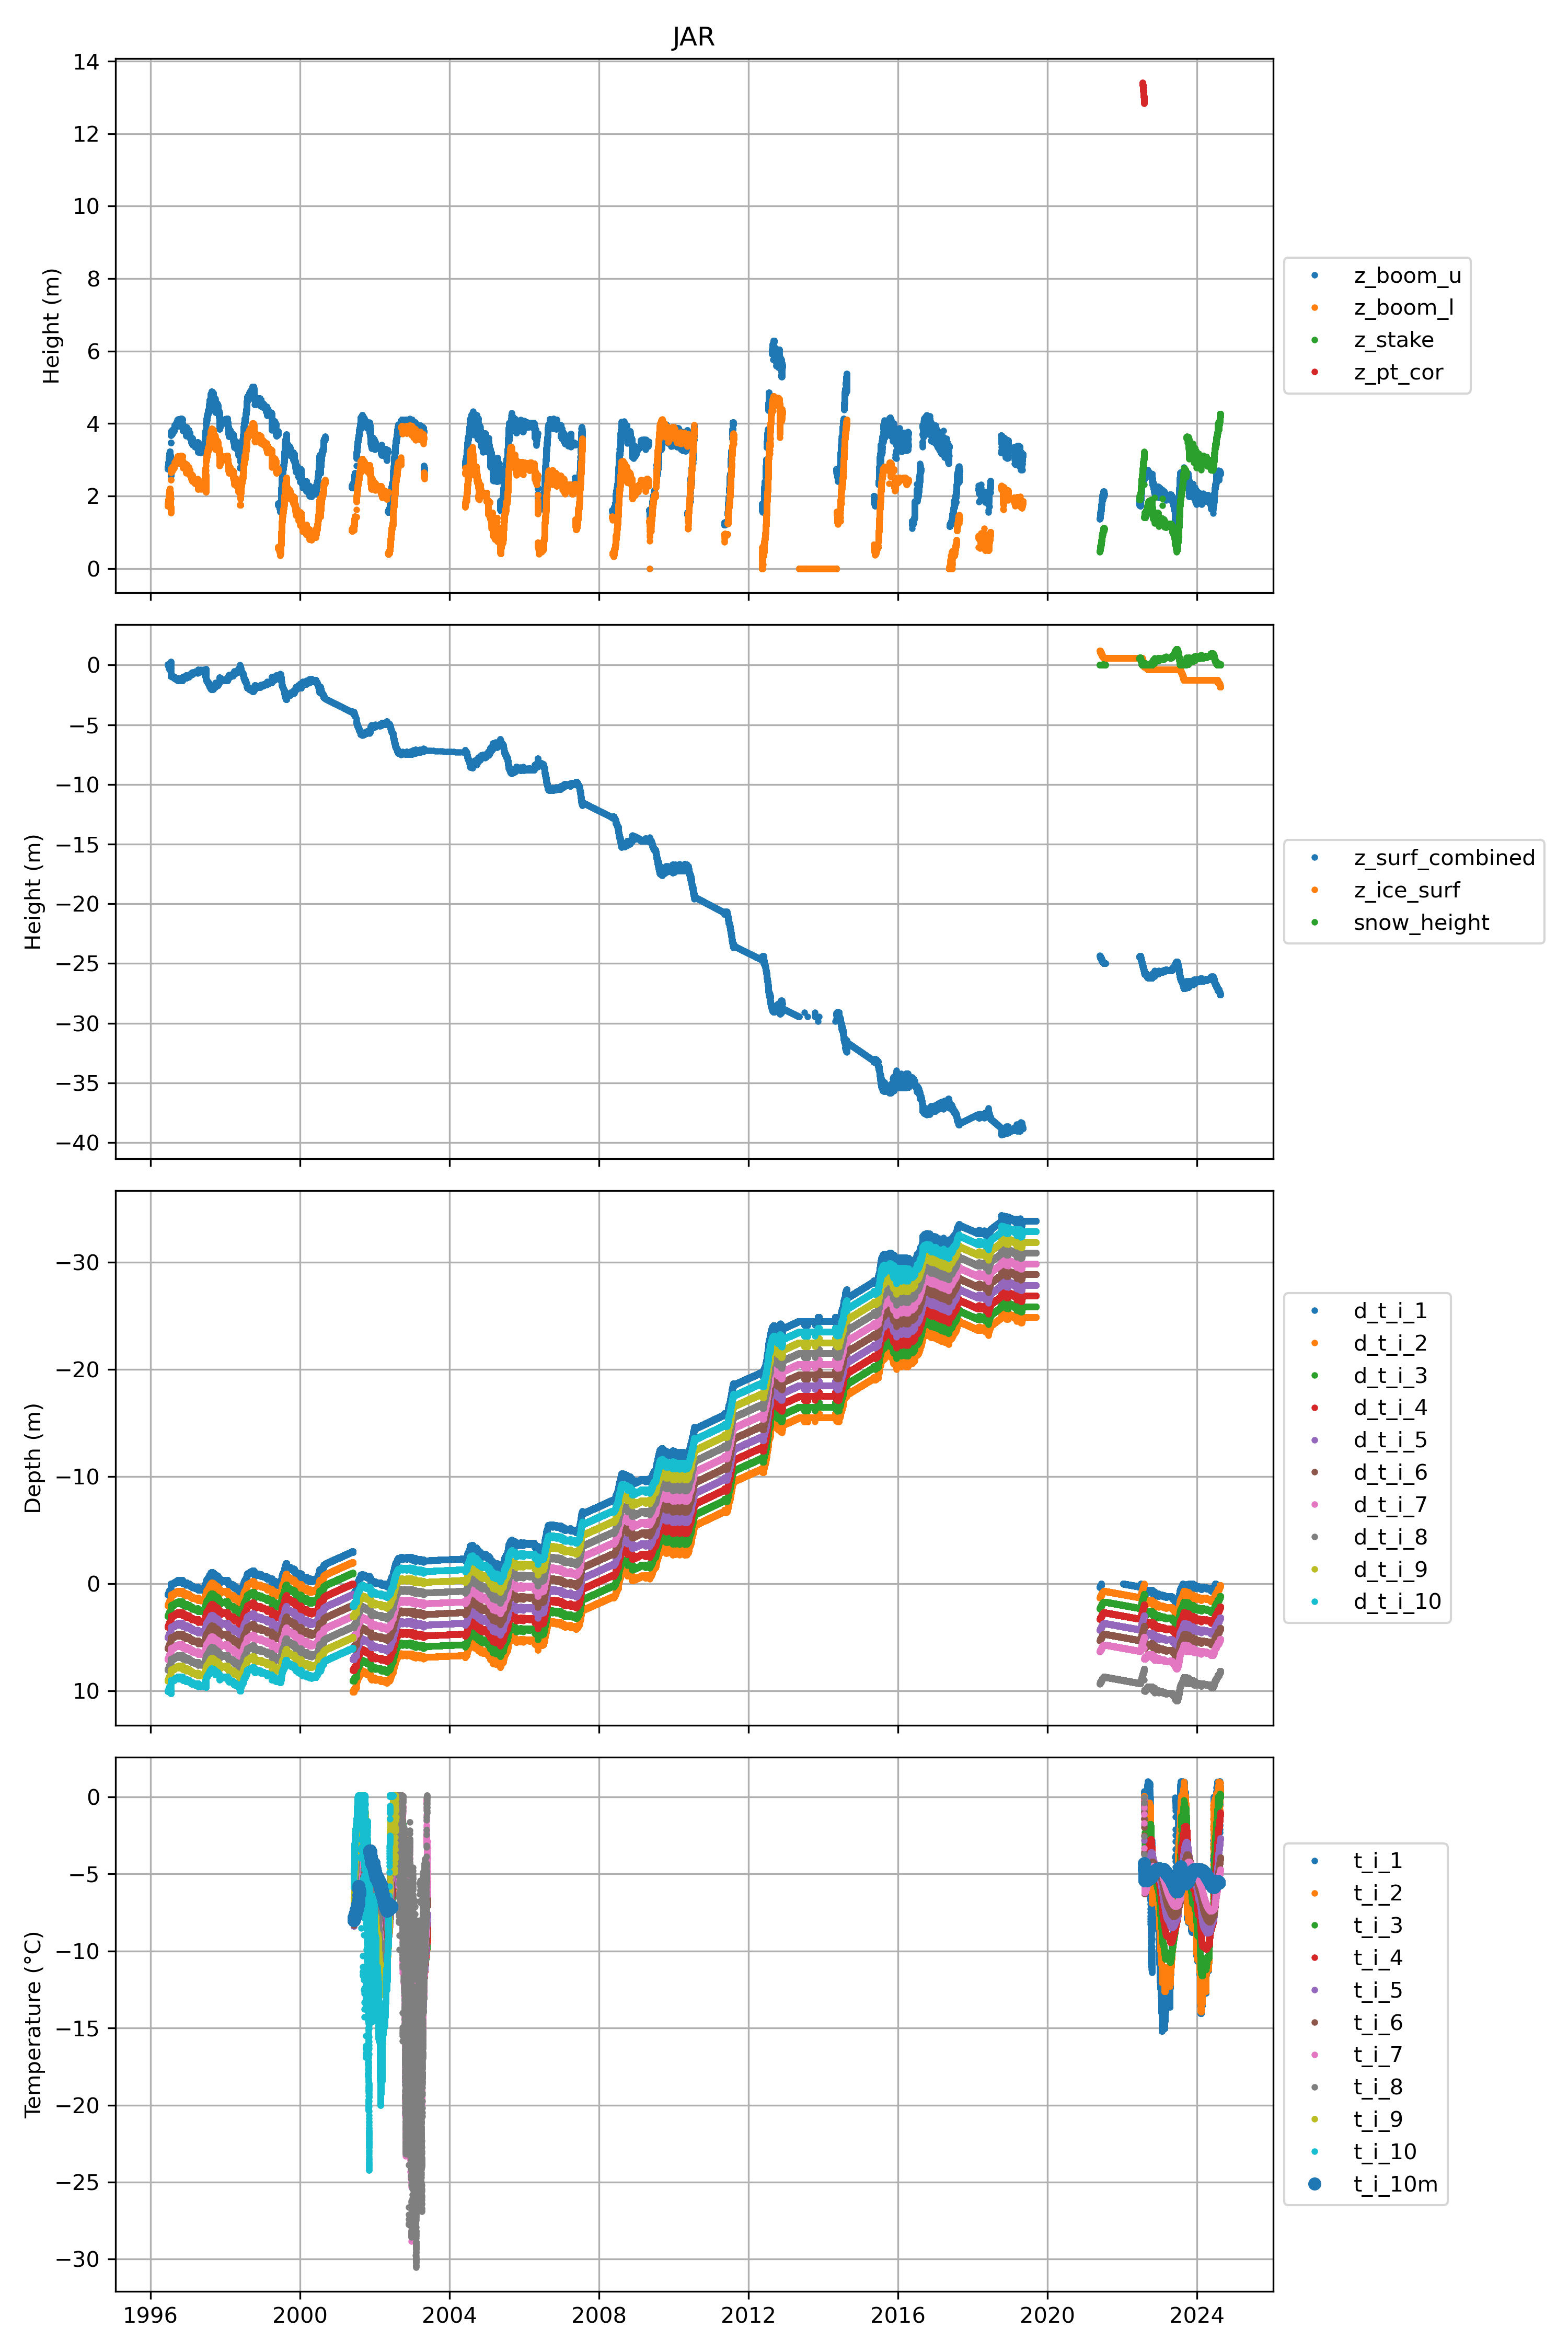 JAR
14
12
10
8
6
4
2
0
Height (m)
z_boom_u
z_boom_l
z_stake
z_pt_cor
0
−5
−10
−15
−20
−25
−30
−35
−40
Height (m)
z_surf_combined
z_ice_surf
snow_height
−30
−20
−10
0
10
Depth (m)
d_t_i_1
d_t_i_2
d_t_i_3
d_t_i_4
d_t_i_5
d_t_i_6
d_t_i_7
d_t_i_8
d_t_i_9
d_t_i_10
0
−5
−10
−15
−20
−25
−30
Temperature (°C)
t_i_1
t_i_2
t_i_3
t_i_4
t_i_5
t_i_6
t_i_7
t_i_8
t_i_9
t_i_10
t_i_10m
1996 2000 2004 2008 2012 2016 2020 2024